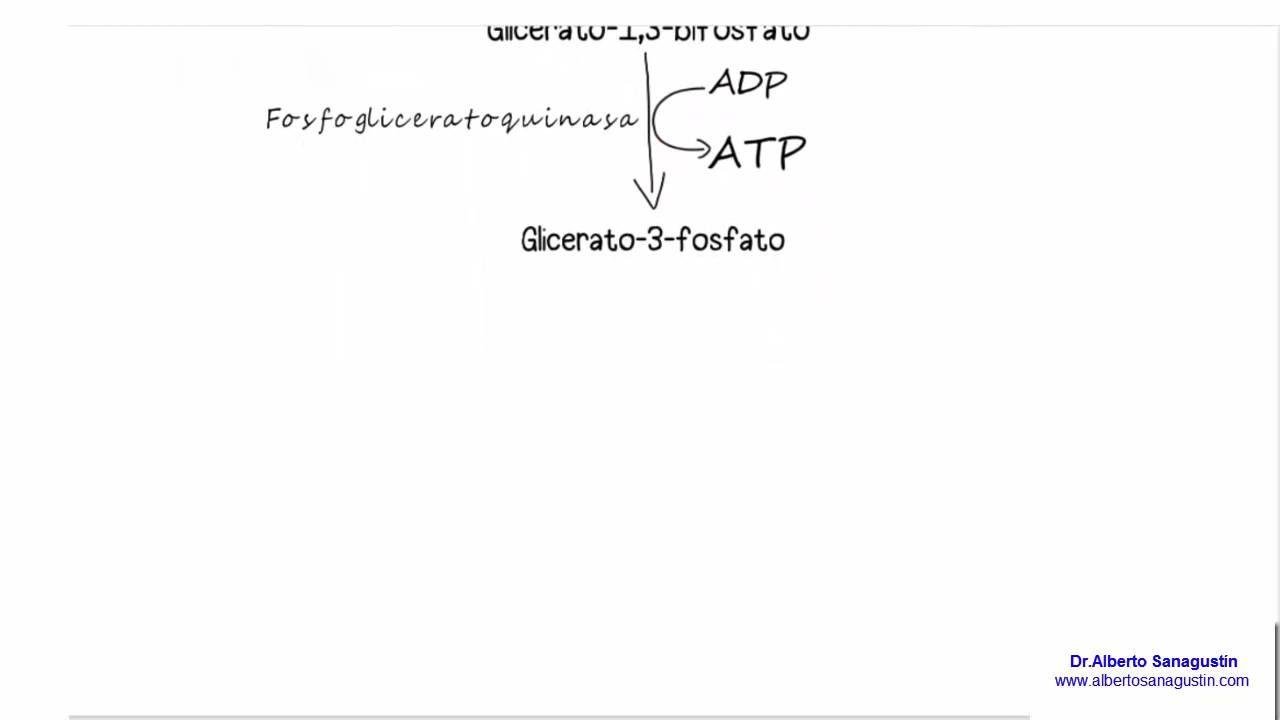 Glicerato-1,3-bifosfato
ADP
Fosfogliceratoquinasa
ATP
Glicerato-3-fosfato
Dr.Alberto Sanagustín
www.albertosanagustin.com